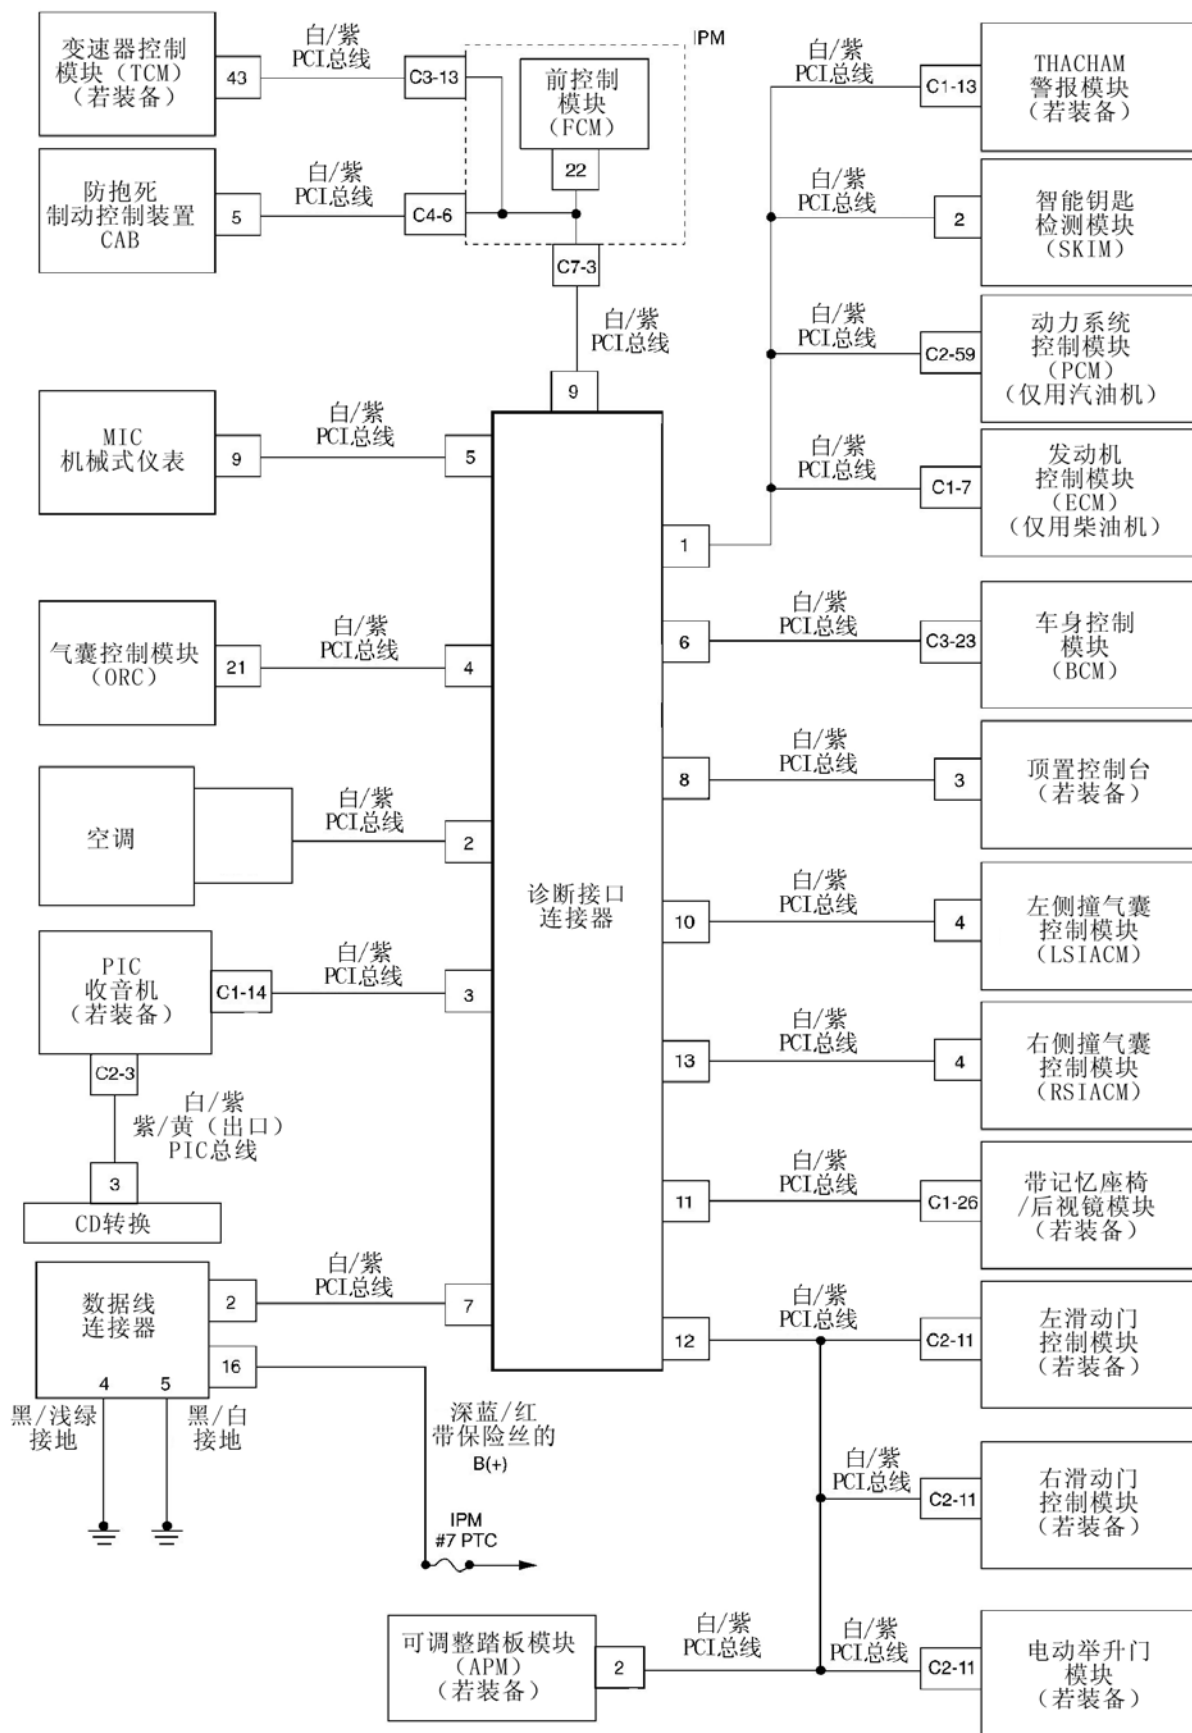 变速器控制
模块（TCM）
（若装备）
43
白/紫
PCI总线
C3-13
IPM
前控制
模块
（FCM）
22
防抱死
制动控制装置
CAB
5
白/紫
PCI总线
C4-6
C7-3
白/紫
PCI总线
9
MIC
机械式仪表
9
白/紫
PCI总线
5
气囊控制模块
（ORC）
21
白/紫
PCI总线
4
空调
白/紫
PCI总线
2
PIC
收音机
（若装备）
C1-14
白/紫
PCI总线
3
C2-3
白/紫
紫/黄（出口）
PIC总线
3
CD转换
数据线
连接器
2
白/紫
PCI总线
7
16
4
5
黑/浅绿
接地
黑/白
接地
深蓝/红
带保险丝的
B(+)
IPM
#7 PTC
诊断接口
连接器
白/紫
PCI总线
C1-13
THACHAM
警报模块
（若装备）
白/紫
PCI总线
2
智能钥匙
检测模块
（SKIM）
白/紫
PCI总线
C2-59
动力系统
控制模块
（PCM）
（仅用汽油机）
白/紫
PCI总线
C1-7
发动机
控制模块
（ECM）
（仅用柴油机）
1
6
白/紫
PCI总线
C3-23
车身控制
模块
（BCM）
8
白/紫
PCI总线
3
顶置控制台
（若装备）
10
白/紫
PCI总线
4
左侧撞气囊
控制模块
（LSIACM）
13
白/紫
PCI总线
4
右侧撞气囊
控制模块
（RSIACM）
11
白/紫
PCI总线
C1-26
带记忆座椅
/后视镜模块
（若装备）
12
白/紫
PCI总线
C2-11
左滑动门
控制模块
（若装备）
白/紫
PCI总线
C2-11
右滑动门
控制模块
（若装备）
可调整踏板模块
（APM）
（若装备）
2
白/紫
PCI总线
白/紫
PCI总线
C2-11
电动举升门
模块
（若装备）